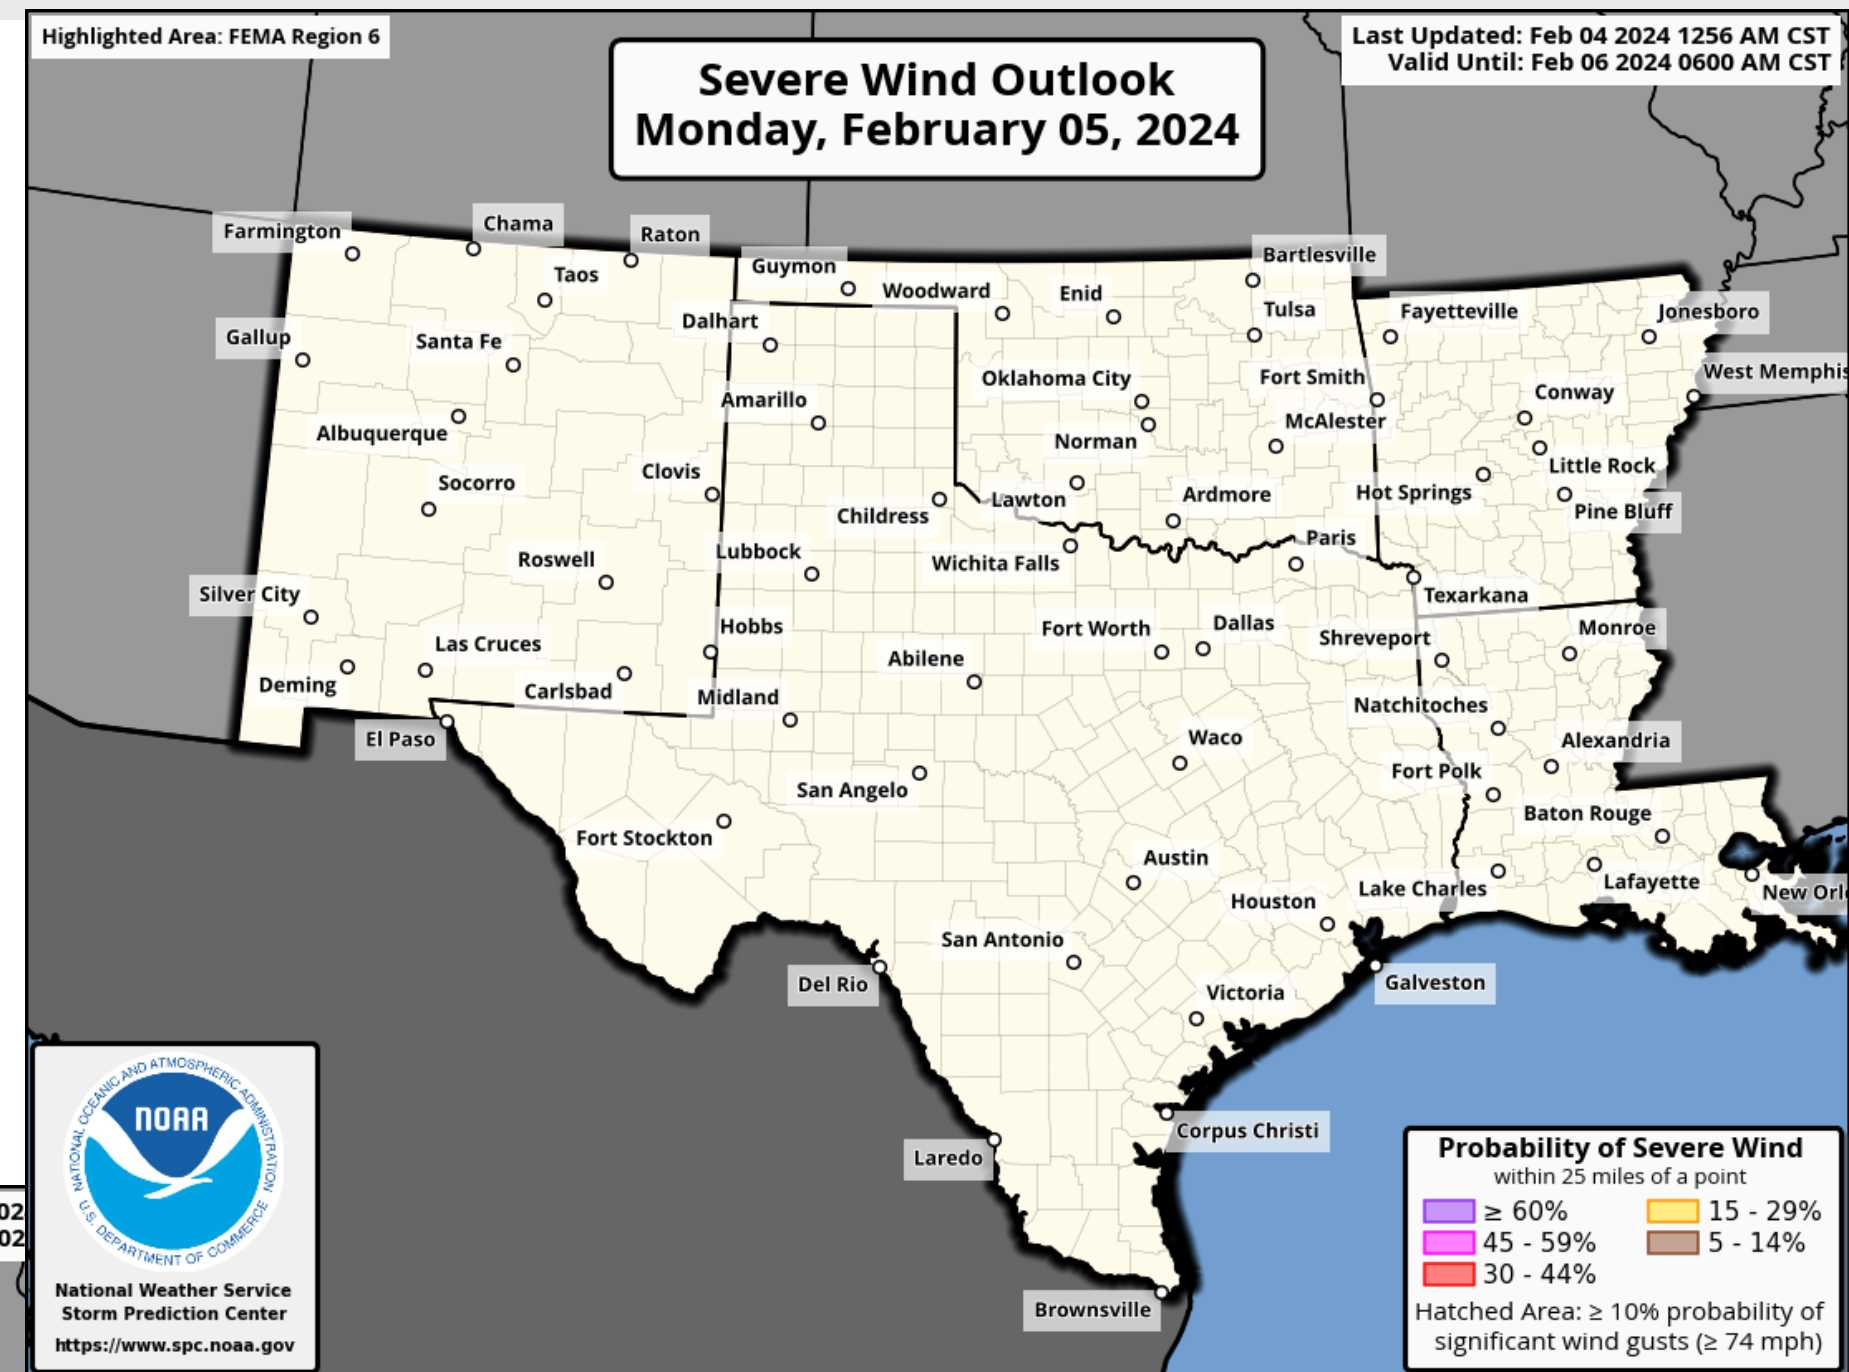 Highlighted Area: FEMA Region 6
Last Updated: Feb 04 2024 1256 AM CST
Valid Until: Feb 06 2024 0600 AM CST
Severe Wind Outlook
Monday, February 05, 2024
Farmington
Chama
Raton
Taos
Guymon
Woodward
Enid
Bartlesville
Tulsa
Fayetteville
Jonesboro
Gallup
Santa Fe
Dalhart
Oklahoma City
Fort Smith
Conway
West Memphis
Albuquerque
Amarillo
Norman
McAlester
Little Rock
Socorro
Clovis
Childress
Lawton
Ardmore
Hot Springs
Pine Bluff
Roswell
Lubbock
Wichita Falls
Paris
Texarkana
Silver City
Las Cruces
Hobbs
Abilene
Fort Worth
Dallas
Shreveport
Monroe
Deming
Carlsbad
Midland
Natchitoches
El Paso
Waco
Alexandria
San Angelo
Fort Polk
Fort Stockton
Baton Rouge
Austin
Houston
Lake Charles
Lafayette
New Orl
San Antonio
Del Rio
Victoria
Galveston
Laredo
Corpus Christi
Brownsville
02
02
NATIONAL OCEANIC AND ATMOSPHERIC ADMINISTRATION
NOAA
U.S. DEPARTMENT OF COMMERCE
National Weather Service
Storm Prediction Center
https://www.spc.noaa.gov
Probability of Severe Wind
within 25 miles of a point
≥ 60%
15 - 29%
45 - 59%
5 - 14%
30 - 44%
Hatched Area: ≥ 10% probability of
significant wind gusts (≥ 74 mph)